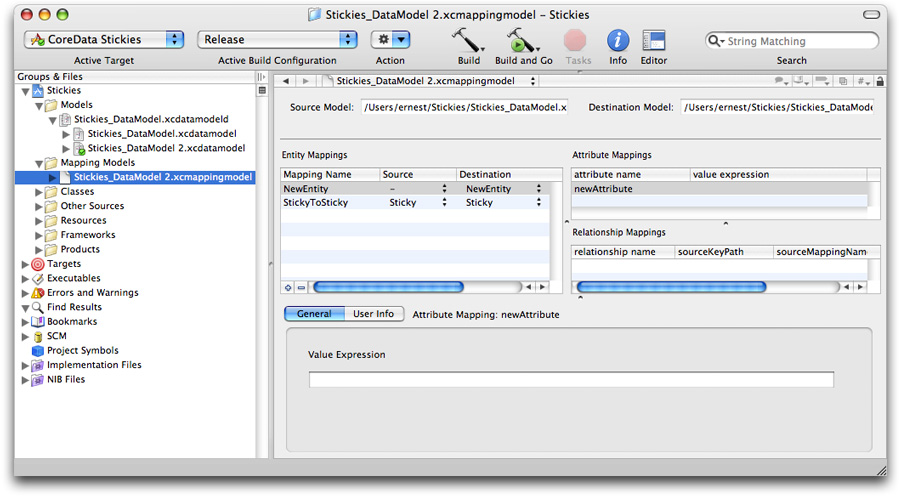 Stickies_DataModel 2.xcmappingmodel – Stickies
CoreData Stickies
Release
String Matching
Active Target
Active Build Configuration
Action
Build
Build and Go
Tasks
Info
Editor
Search
Groups & Files
Stickies
Models
Stickies_DataModel.xcdatamodeld
Stickies_DataModel.xcdatamodel
Stickies_DataModel 2.xcdatamodel
Mapping Models
Stickies_DataModel 2.xcmappingmodel
Classes
Other Sources
Resources
Frameworks
Products
Targets
Executables
Errors and Warnings
Find Results
Bookmarks
SCM
Project Symbols
Implementation Files
NIB Files
Stickies_DataModel 2.xcmappingmodel
Source Model: /Users/ernest/Stickies/Stickies_DataModel.x
Destination Model: /Users/ernest/Stickies/Stickies_DataMode
Entity Mappings
Mapping Name Source Destination
NewEntity – NewEntity
StickyToSticky Sticky Sticky
Attribute Mappings
attribute name value expression
newAttribute
Relationship Mappings
relationship name sourceKeyPath sourceMappingNam
General User Info Attribute Mapping: newAttribute
Value Expression